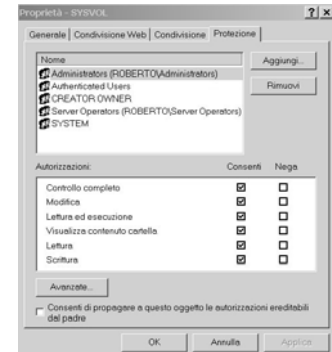 Proprietà - SYSVOL
Generale Condivisione Web Condivisione Protezione
Nome
Aggiungi...
Administrators (ROBERTO\Administrators)
Authenticated Users
Rimuovi
CREATOR OWNER
Server Operators (ROBERTO\Server Operators)
SYSTEM
Autorizzazioni: Consenti Nega
Controllo completo
Modifica
Lettura ed esecuzione
Visualizza contenuto cartella
Lettura
Scrittura
Avanzate...
Consenti di propagare a questo oggetto le autorizzazioni ereditabili
dal padre
OK Annulla Applica